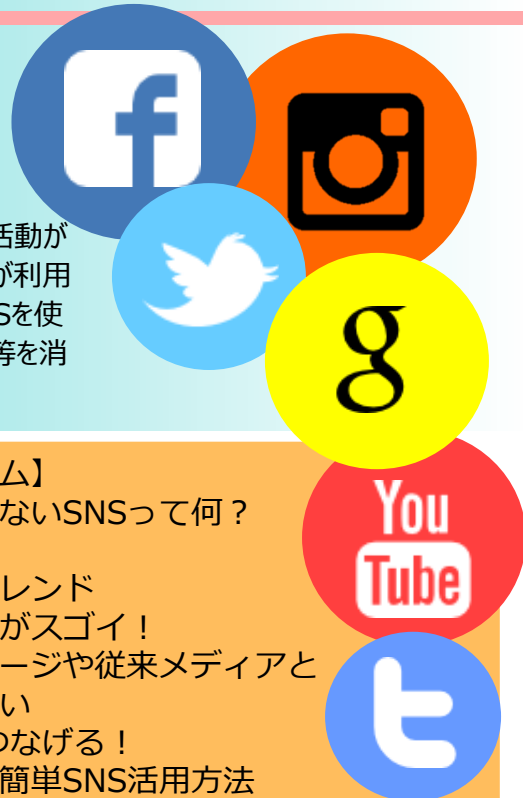 活動が
が利用
Sを使
等を消
f
g
ム】
ないSNSって何？
You
Tube
レンド
がスゴイ！
ージや従来メディアと
い
つなげる！
簡単SNS活用方法
t